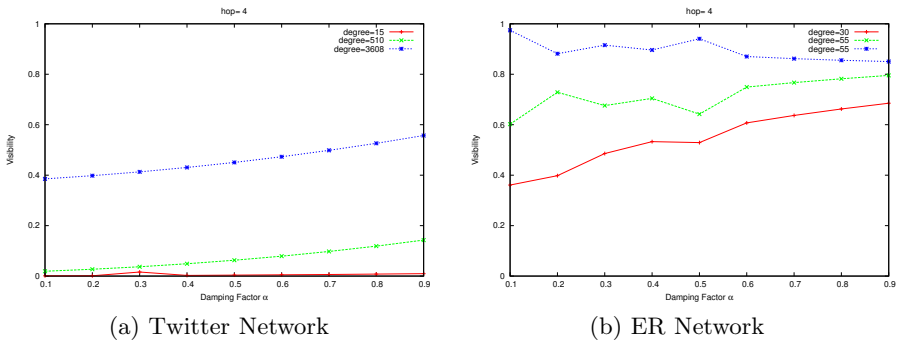 hop= 4
degree=15
degree=510
degree=3608
Visibility
1
0.8
0.6
0.4
0.2
0
0.1 0.2 0.3 0.4 0.5 0.6 0.7 0.8 0.9
Damping Factor α
(a) Twitter Network
hop= 4
degree=30
degree=55
degree=55
Visibility
1
0.8
0.6
0.4
0.2
0
0.1 0.2 0.3 0.4 0.5 0.6 0.7 0.8 0.9
Damping Factor α
(b) ER Network